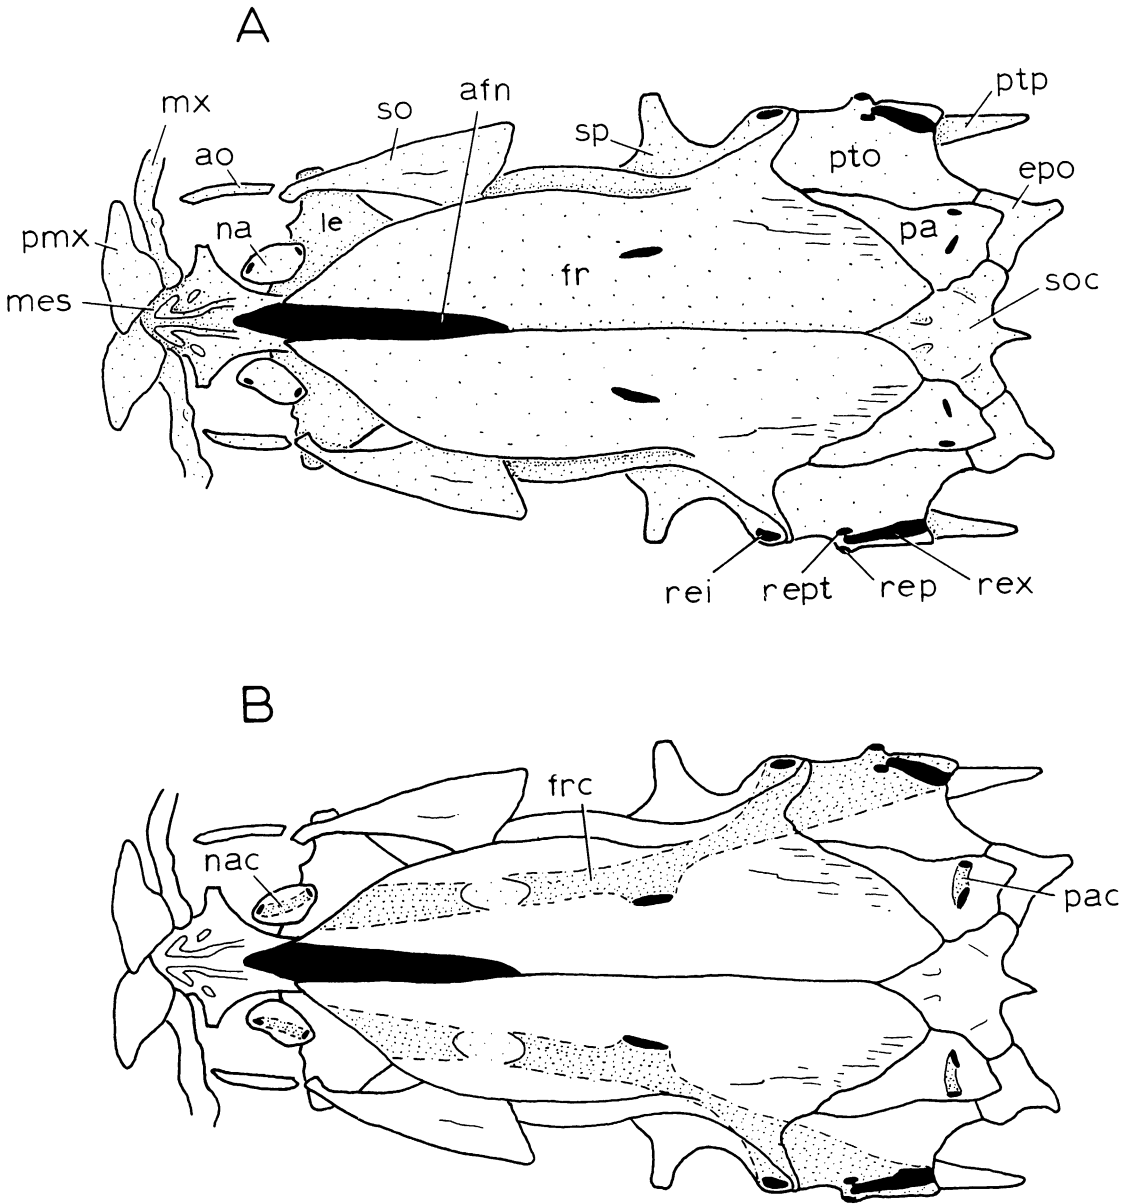 A
mx
ao
so
afn
ptp
sp
pto
epo
pmx
na
le
pa
mes
fr
soc
rei
rept
rep
rex
B
frc
nac
pac